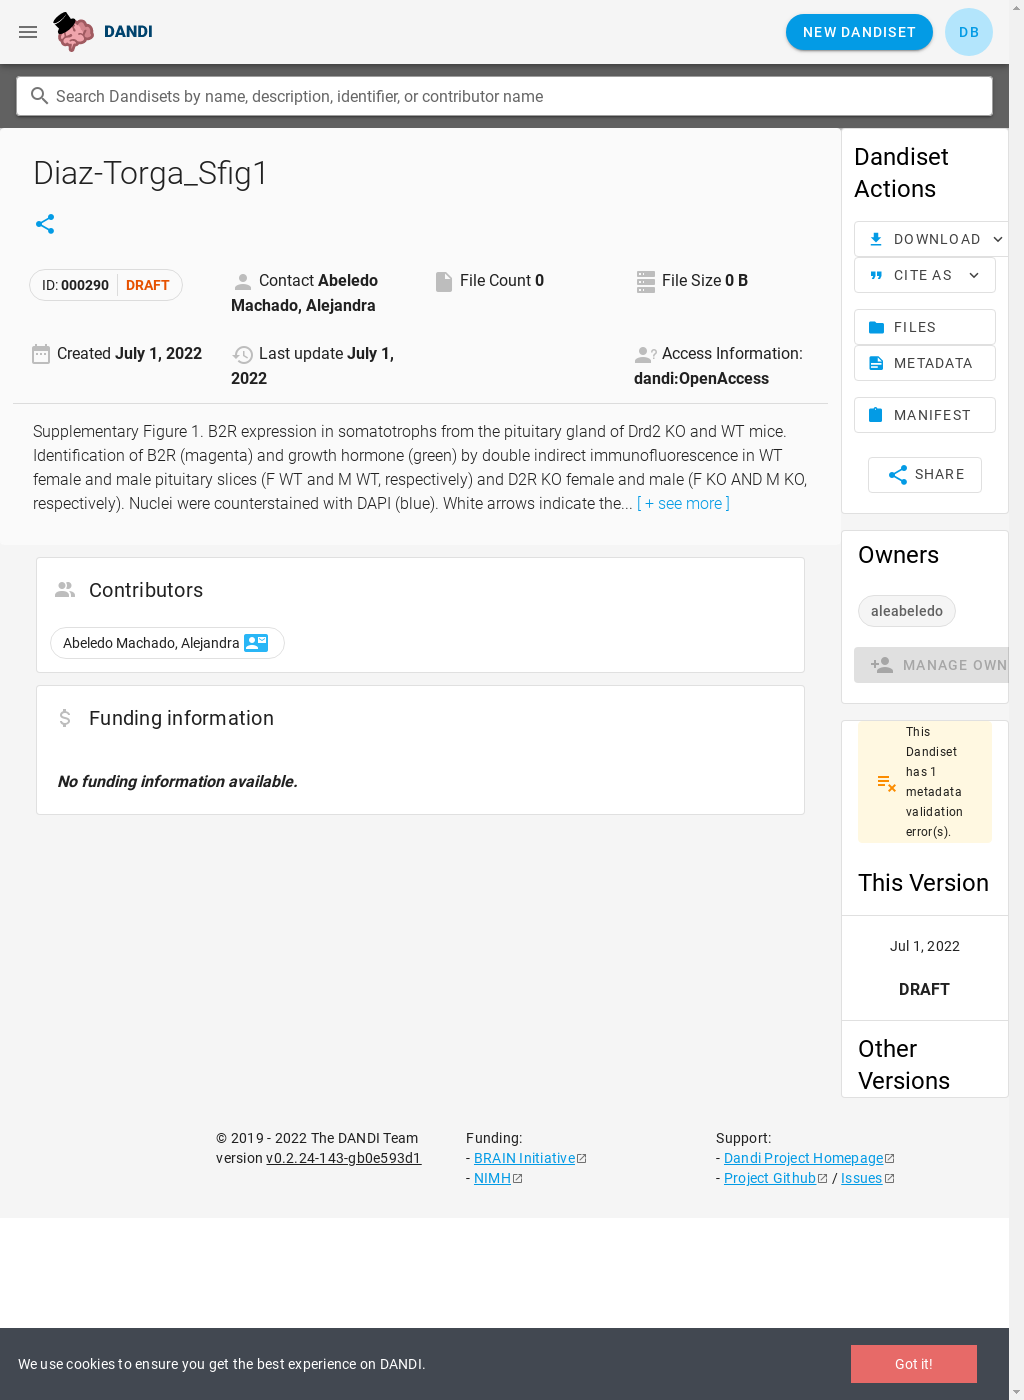 DANDI
NEW DANDISET
DB
Search Dandisets by name, description, identifier, or contributor name
Diaz-Torga_Sfig1
ID: 000290 DRAFT
Contact Abeledo
Machado, Alejandra
File Count 0
File Size 0 B
Created July 1, 2022
Last update July 1,
2022
Access Information:
dandi:OpenAccess
Supplementary Figure 1. B2R expression in somatotrophs from the pituitary gland of Drd2 KO and WT mice.
Identification of B2R (magenta) and growth hormone (green) by double indirect immunofluorescence in WT
female and male pituitary slices (F WT and M WT, respectively) and D2R KO female and male (F KO AND M KO,
respectively). Nuclei were counterstained with DAPI (blue). White arrows indicate the... [ + see more ]
Contributors
Abeledo Machado, Alejandra
Funding information
No funding information available.
Dandiset
Actions
DOWNLOAD
CITE AS
FILES
METADATA
MANIFEST
SHARE
Owners
aleabeledo
MANAGE OWN
This
Dandiset
has 1
metadata
validation
error(s).
This Version
Jul 1, 2022
DRAFT
Other
Versions
© 2019 - 2022 The DANDI Team
version v0.2.24-143-gb0e593d1
Funding:
- BRAIN Initiative
- NIMH
Support:
- Dandi Project Homepage
- Project Github / Issues
We use cookies to ensure you get the best experience on DANDI.
Got it!